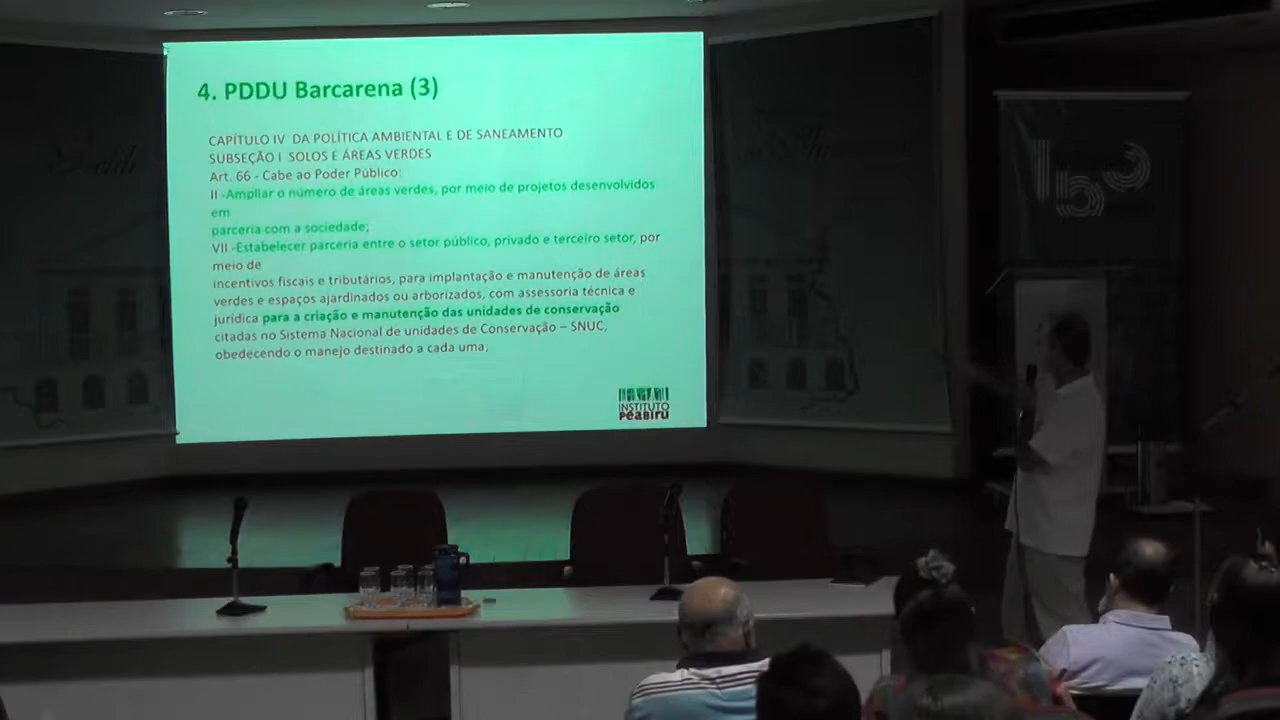 4. PDDU Barcarena (3)
CAPÍTULO IV DA POLÍTICA AMBIENTAL E DE SANEAMENTO
SUBSEÇÃO I SOLOS E ÁREAS VERDES
Art. 66 - Cabe ao Poder Público:
II -Ampliar o número de áreas verdes, por meio de projetos desenvolvidos
em
parceria com a sociedade;
VII -Estabelecer parceria entre o setor público, privado e terceiro setor, por
meio de
incentivos fiscais e tributários, para implantação e manutenção de áreas
verdes e espaços ajardinados ou arborizados, com assessoria técnica e
jurídica para a criação e manutenção das unidades de conservação
citadas no Sistema Nacional de unidades de Conservação – SNUC,
obedecendo o manejo destinado a cada uma;
INSTITUTO
PEABIRU